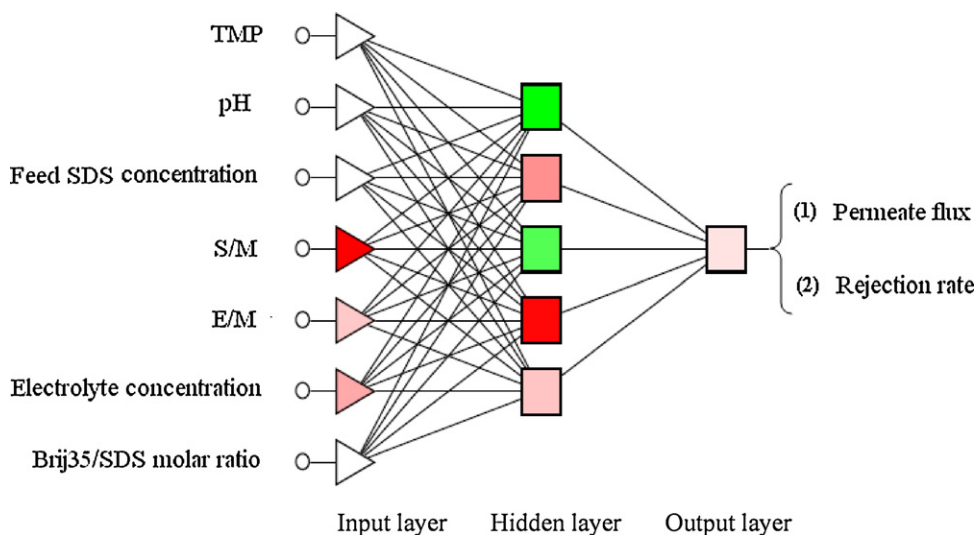 TMP
pH
Feed SDS concentration
S/M
E/M
Electrolyte concentration
Brij35/SDS molar ratio
(1) Permeate flux
(2) Rejection rate
Input layer Hidden layer Output layer